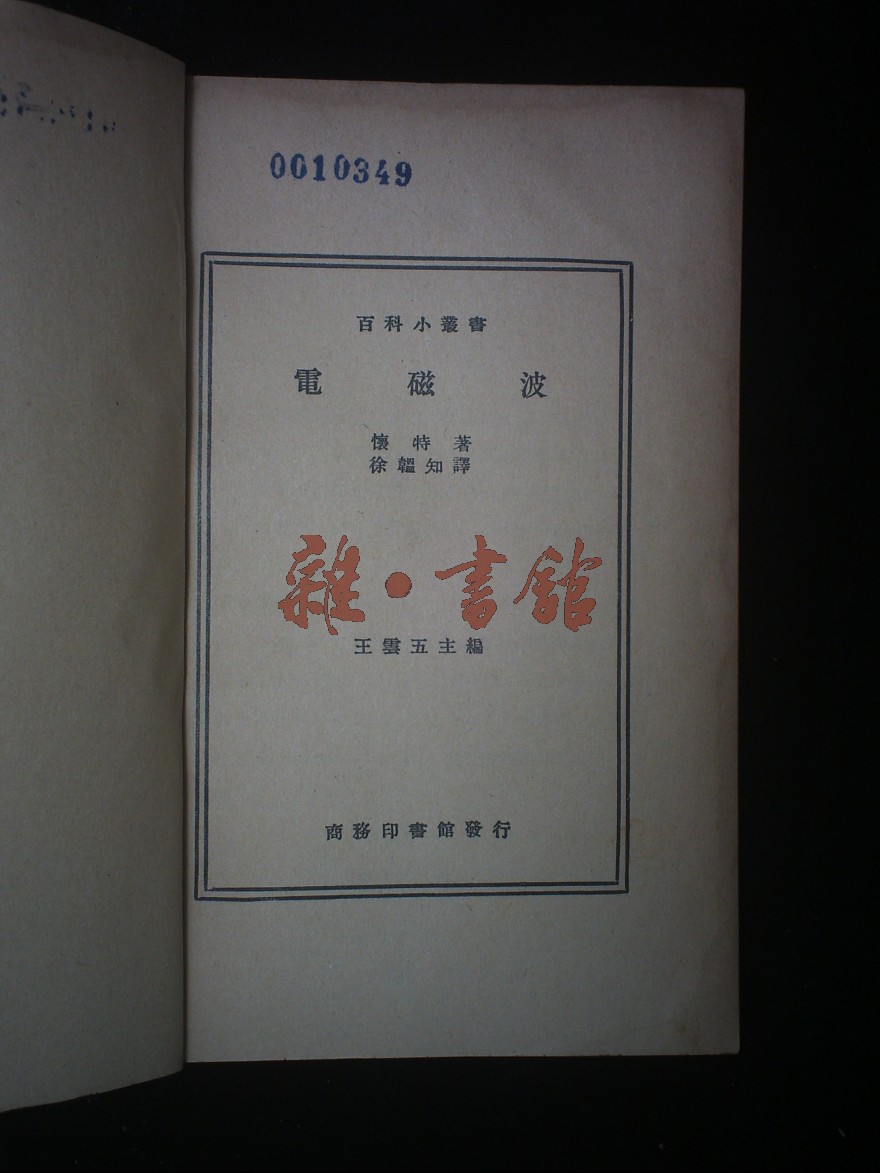 0010349
百科小叢書
電磁波
懷特著
徐韞知譯
雜·書館
王雲五主編
商務印書館發行